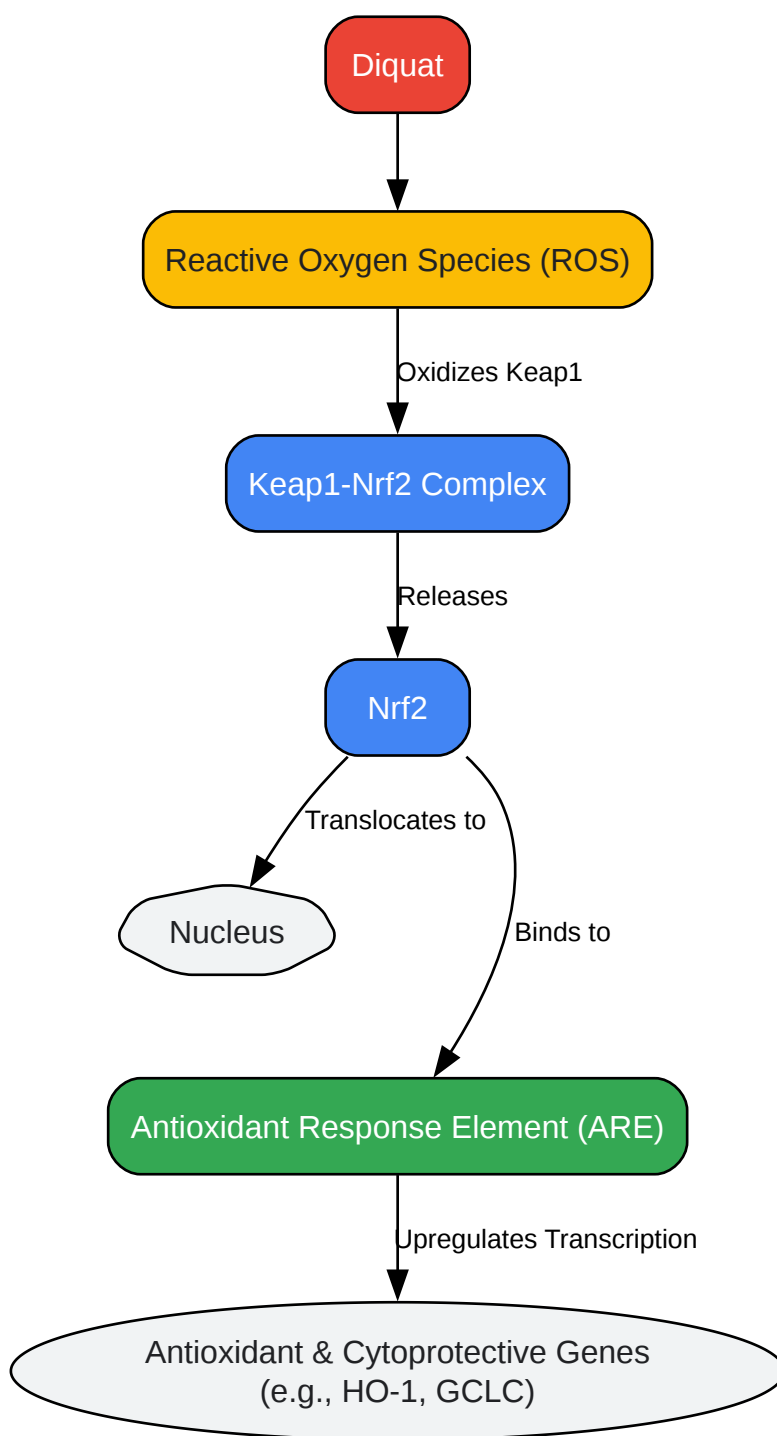 Diquat
Reactive Oxygen Species (ROS)
Oxidizes Keap1
Keap1-Nrf2 Complex
Releases
Nrf2
Translocates to
Nucleus
Binds to
Antioxidant Response Element (ARE)
Upregulates Transcription
Antioxidant & Cytoprotective Genes
(e.g., HO-1, GCLC)